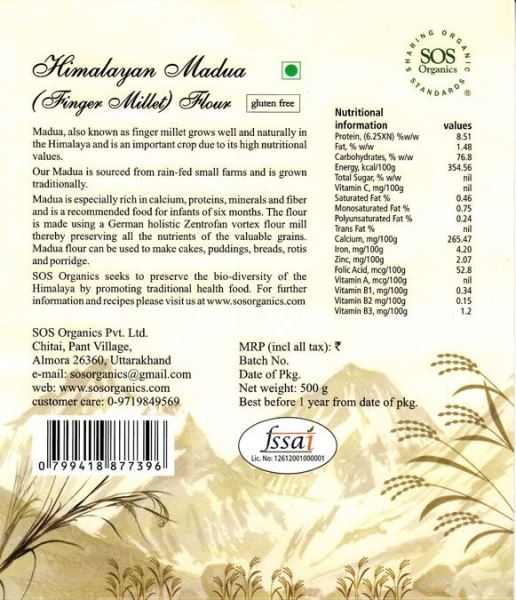 SHARING ORGANIC STANDARDS
SOS
Organics
®
Himalayan Madua
(Finger Millet) Flour
gluten free
Madua, also known as finger millet grows well and naturally in
the Himalaya and is an important crop due to its high nutritional
values.
Our Madua is sourced from rain-fed small farms and is grown
traditionally.
Madua is especially rich in calcium, proteins, minerals and fiber
and is a recommended food for infants of six months. The flour
is made using a German holistic Zentrofan vortex flour mill
thereby preserving all the nutrients of the valuable grains.
Madua flour can be used to make cakes, puddings, breads, rotis
and porridge.
SOS Organics seeks to preserve the bio-diversity of the
Himalaya by promoting traditional health food. For further
information and recipes please visit us at www.sosorganics.com
Nutritional
information values
Protein, (6.25XN) %w/w 8.51
Fat, % w/w 1.48
Carbohydrates, % w/w 76.8
Energy, kcal/100g 354.56
Total Sugar, % w/w nil
Vitamin C, mg/100g nil
Saturated Fat % 0.46
Monosaturated Fat % 0.75
Polyunsaturated Fat % 0.24
Trans Fat % nil
Calcium, mg/100g 265.47
Iron, mg/100g 4.20
Zinc, mg/100g 2.07
Folic Acid, mcg/100g 52.8
Vitamin A, mcg/100g nil
Vitamin B1, mg/100g 0.34
Vitamin B2 mg/100g 0.15
Vitamin B3, mg/100g 1.2
SOS Organics Pvt. Ltd.
Chitai, Pant Village,
Almora 26360, Uttarakhand
e-mail: sosorganics@gmail.com
web: www.sosorganics.com
customer care: 0-9719849569
MRP (incl all tax): ₹
Batch No.
Date of Pkg.
Net weight: 500 g
Best before 1 year from date of pkg.
0 799418 877396
fssai
Lic. No: 12612001000001